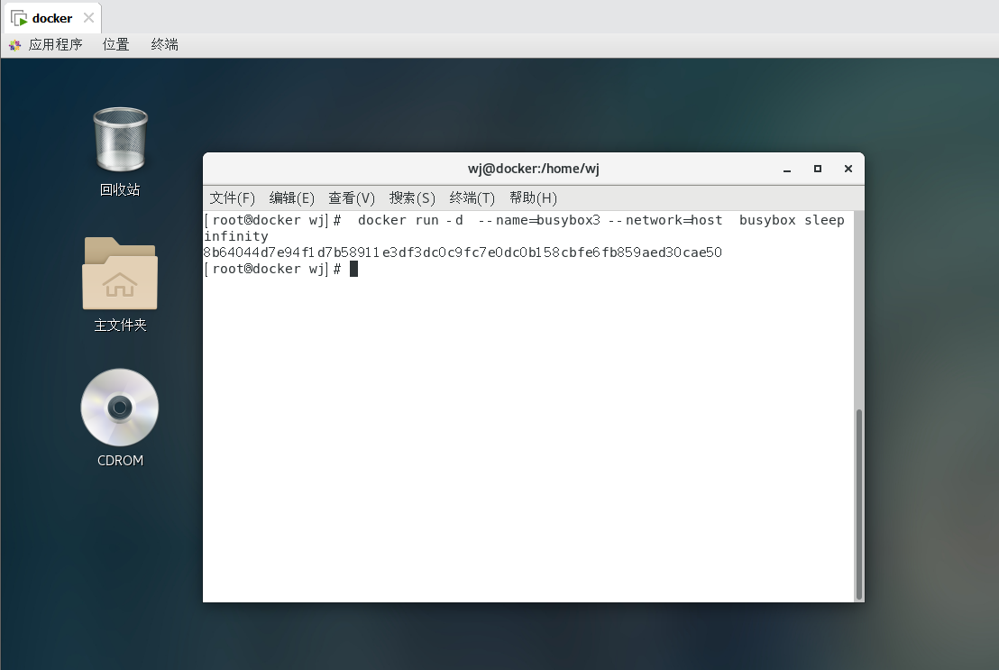 docker
应用程序 位置 终端
回收站
主文件夹
CDROM
wj@docker:/home/wj
文件(F) 编辑(E) 查看(V) 搜索(S) 终端(T) 帮助(H)
[root@docker wj]#  docker run -d  --name=busybox3 --network=host  busybox sleep
infinity
8b64044d7e94f1d7b58911e3df3dc0c9fc7e0dc0b158cbfe6fb859aed30cae50
[root@docker wj]#